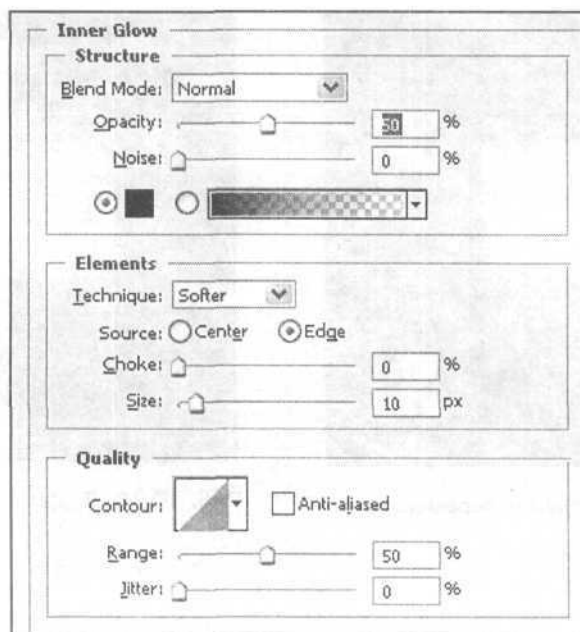 Inner Glow
Structure
Blend Mode: Normal
Opacity: 50 %
Noise: 0 %
Elements
Technique: Softer
Source: Center Edge
Choke: 0 %
Size: 10 px
Quality
Contour: Anti-aliased
Range: 50 %
Jitter: 0 %